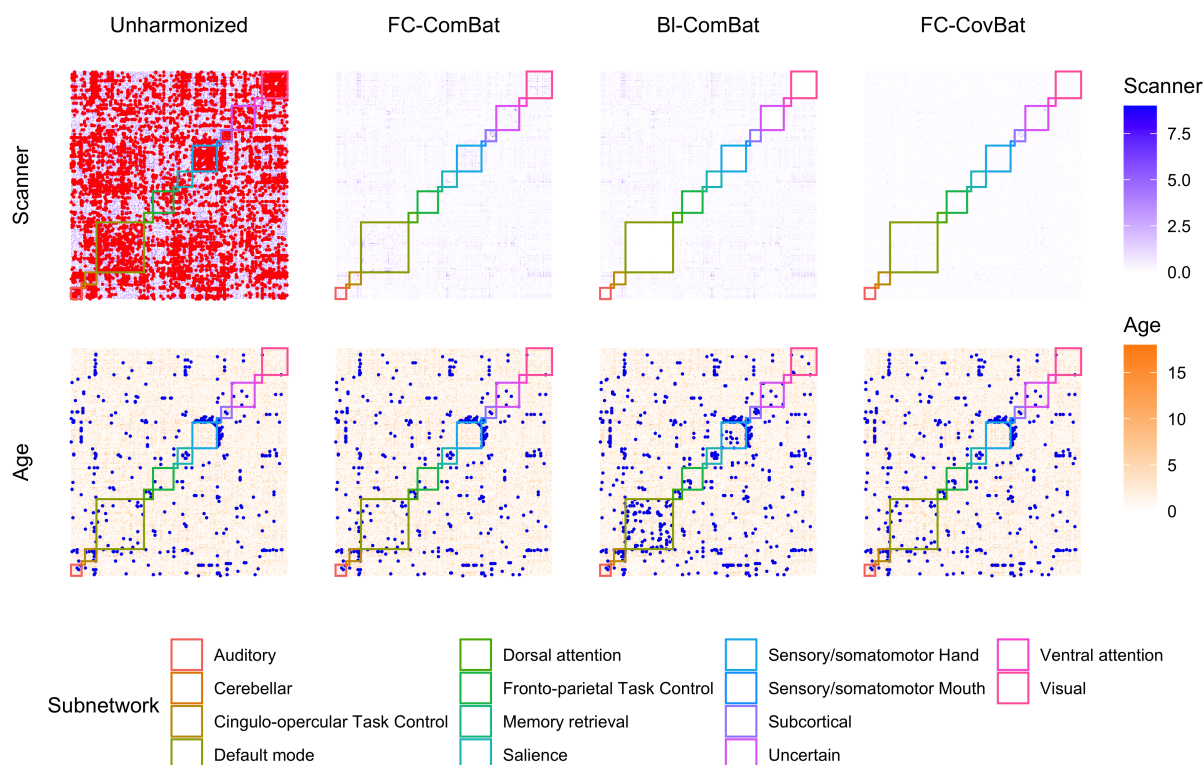 Unharmonized FC-ComBat Bl-ComBat FC-CovBat
Scanner
Scanner
7.5
5.0
2.5
0.0
Age
Age
15
10
5
0
Subnetwork
Auditory
Cerebellar
Cingulo-opercular Task Control
Default mode
Dorsal attention
Fronto-parietal Task Control
Memory retrieval
Salience
Sensory/somatomotor Hand
Sensory/somatomotor Mouth
Subcortical
Uncertain
Ventral attention
Visual